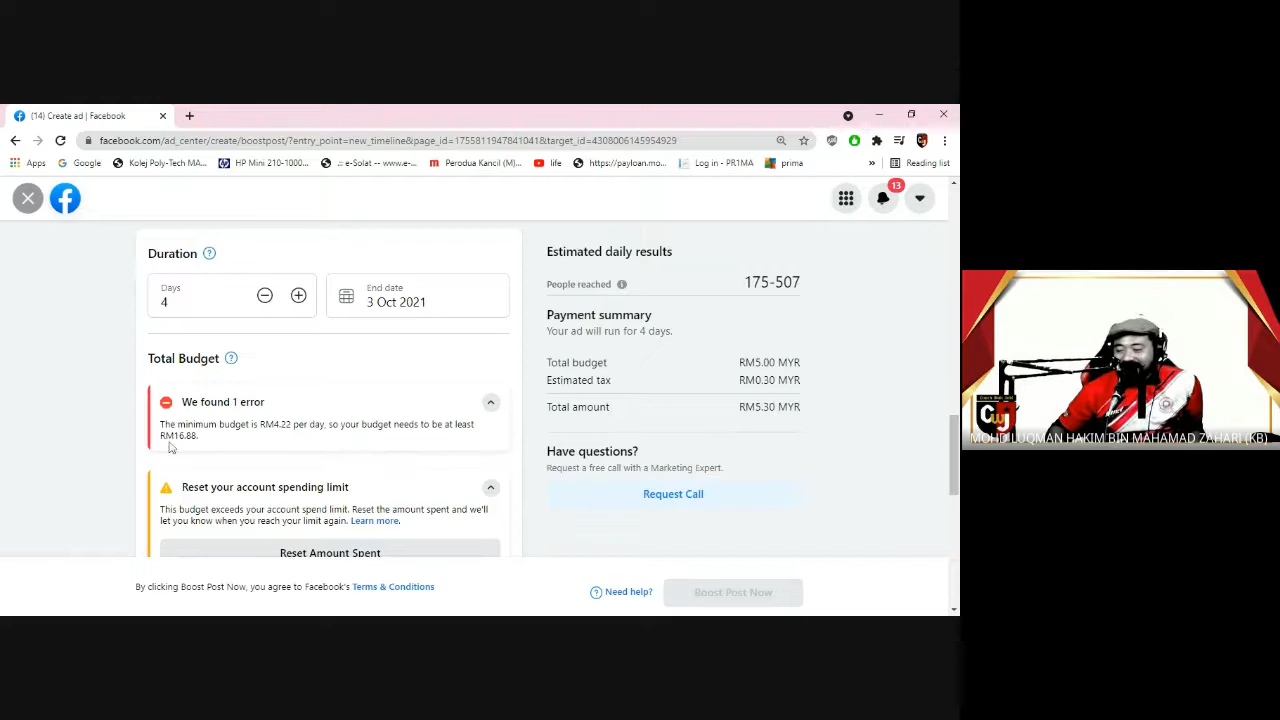 (14) Create ad | Facebook
facebook.com/ad_center/create/boostpost/?entry_point=new_timeline&page_id=175581194784104​1&target_id=4308006145954929
Apps
Google
Kolej Poly-Tech MA...
HP Mini 210-1000...
.: e-Solat --www.e-...
Perodua Kancil (M)...
life
https://payloan.mo...
Log in - PR1MA
prima
»
Reading list
13
Duration
Days
4
End date
3 Oct 2021
Total Budget
We found 1 error
The minimum budget is RM4.22 per day, so your budget needs to be at least
RM16.88.
Reset your account spending limit
This budget exceeds your account spend limit. Reset the amount spent and we'll
let you know when you reach your limit again. Learn more.
Reset Amount Spent
Estimated daily results
People reached 175-507
Payment summary
Your ad will run for 4 days.
Total budget RM5.00 MYR
Estimated tax RM0.30 MYR
Total amount RM5.30 MYR
Have questions?
Request a free call with a Marketing Expert.
Request Call
By clicking Boost Post Now, you agree to Facebook's Terms & Conditions
Need help?
Boost Post Now
MOHD LUQMAN HAKIM BIN MAHAMAD ZAHARI (KB)